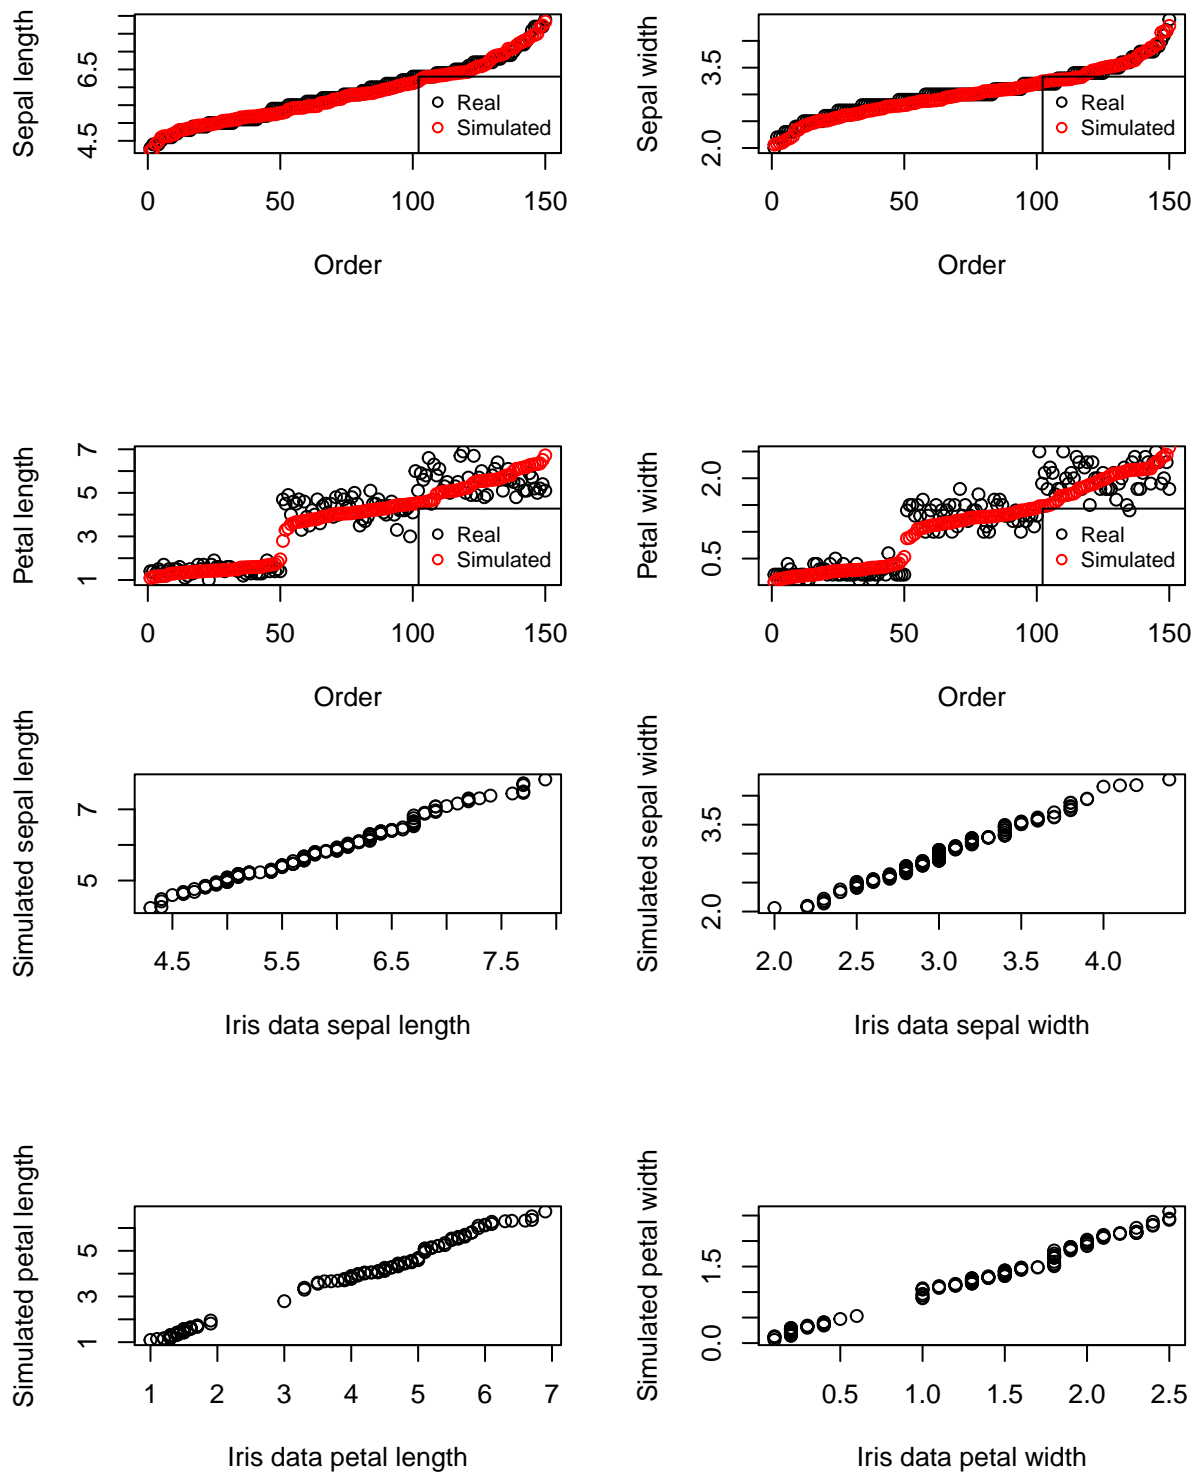 Sepal length
4.5 6.5
Real
Simulated
0 50 100 150
Order
Sepal width
2.0 3.5
Real
Simulated
0 50 100 150
Order
Petal length
1 3 5 7
Real
Simulated
0 50 100 150
Order
Petal width
0.5 2.0
Real
Simulated
0 50 100 150
Order
Simulated sepal length
5 7
4.5 5.5 6.5 7.5
Iris data sepal length
Simulated sepal width
2.0 3.5
2.0 2.5 3.0 3.5 4.0
Iris data sepal width
Simulated petal length
1 3 5
1 2 3 4 5 6 7
Iris data petal length
Simulated petal width
0.0 1.5
0.5 1.0 1.5 2.0 2.5
Iris data petal width